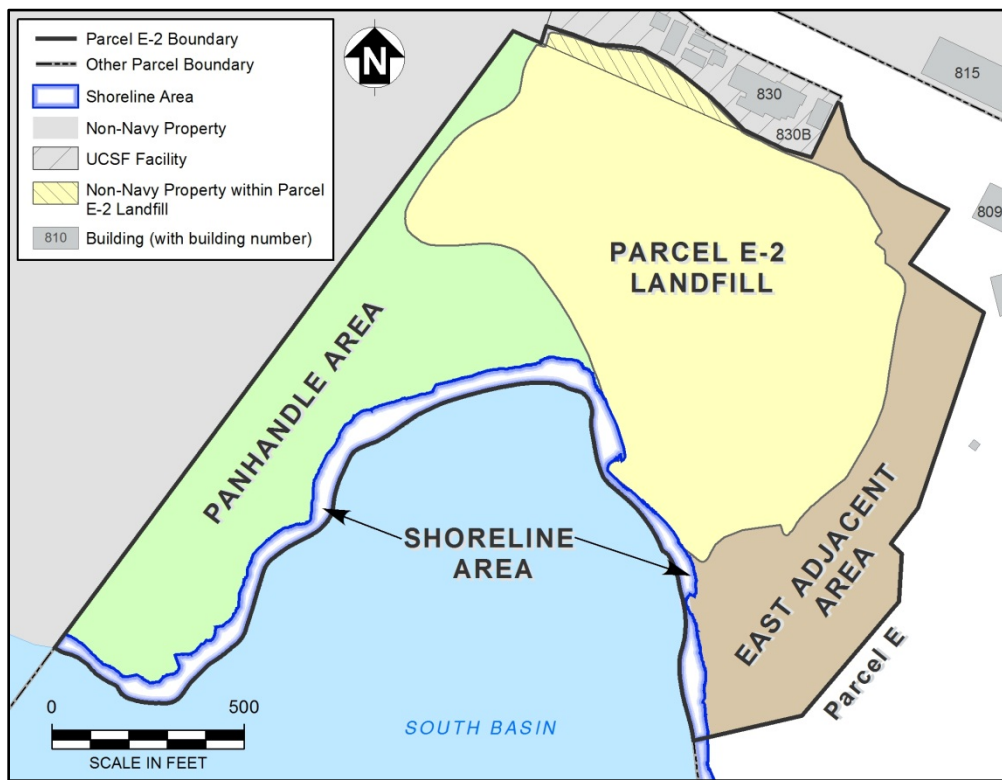 Parcel E-2 Boundary
Other Parcel Boundary
Shoreline Area
Non-Navy Property
UCSF Facility
Non-Navy Property within Parcel
E-2 Landfill
810 Building (with building number)
N
830
830B
815
809
PARCEL E-2
LANDFILL
PANHANDLE AREA
SHORELINE
AREA
EAST ADJACENT
AREA
Parcel E
0 500
SCALE IN FEET
SOUTH BASIN